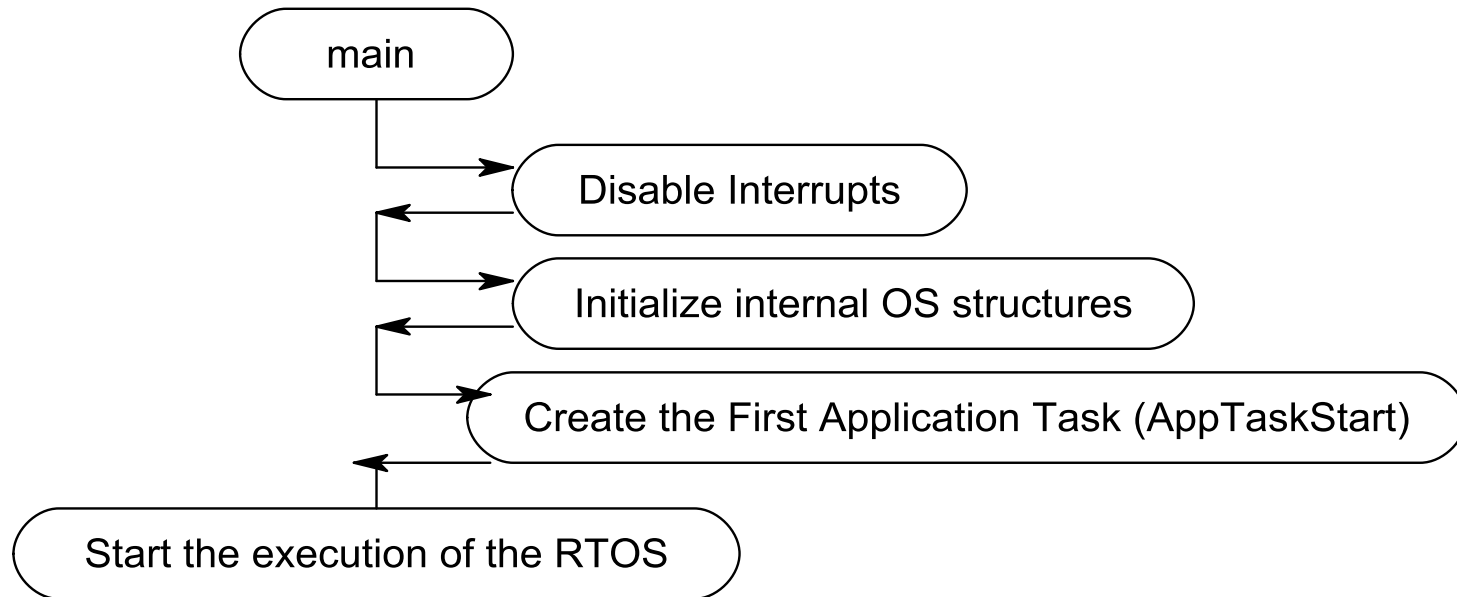 main
Disable Interrupts
Initialize internal OS structures
Create the First Application Task (AppTaskStart)
Start the execution of the RTOS